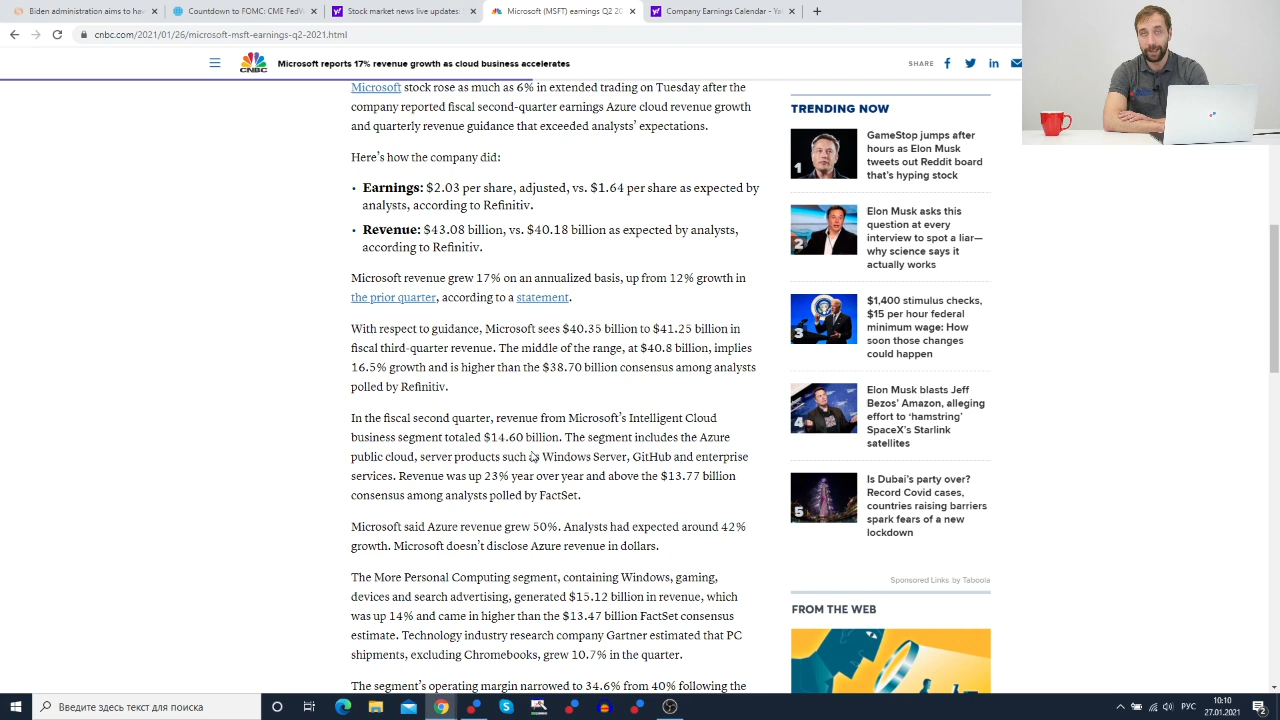 Biden administration aims to ha
Download FOMC: CME FedWat
Stock market news live updates
Microsoft (MSFT) earnings Q2 20
Company Earnings Calendar - Ya
cnbc.com/2021/01/26/microsoft-msft-earnings-q2-2021.html
CNBC
Microsoft reports 17% revenue growth as cloud business accelerates
SHARE
Microsoft stock rose as much as 6% in extended trading on Tuesday after the
company reported fiscal second-quarter earnings Azure cloud revenue growth
and quarterly revenue guidance that exceeded analysts' expectations.
Here's how the company did:
• Earnings: $2.03 per share, adjusted, vs. $1.64 per share as expected by
analysts, according to Refinitiv.
• Revenue: $43.08 billion, vs. $40.18 billion as expected by analysts,
according to Refinitiv.
Microsoft revenue grew 17% on an annualized basis, up from 12% growth in
the prior quarter, according to a statement.
With respect to guidance, Microsoft sees $40.35 billion to $41.25 billion in
fiscal third-quarter revenue. The middle of the range, at $40.8 billion, implies
16.5% growth and is higher than the $38.70 billion consensus among analysts
polled by Refinitiv.
In the fiscal second quarter, revenue from Microsoft's Intelligent Cloud
business segment totaled $14.60 billion. The segment includes the Azure
public cloud, server products such as Windows Server, GitHub and enterprise
services. Revenue was up 23% year over year and above the $13.77 billion
consensus among analysts polled by FactSet.
Microsoft said Azure revenue grew 50%. Analysts had expected around 42%
growth. Microsoft doesn't disclose Azure revenue in dollars.
The More Personal Computing segment, containing Windows, gaming,
devices and search advertising, generated $15.12 billion in revenue, which
was up 14% and came in higher than the $13.47 billion FactSet consensus
estimate. Technology industry research company Gartner estimated that PC
shipments, excluding Chromebooks, grew 10.7% in the quarter.
The segment's operating margin narrowed to 34.6% from 40% following the
TRENDING NOW
1
GameStop jumps after
hours as Elon Musk
tweets out Reddit board
that's hyping stock
2
Elon Musk asks this
question at every
interview to spot a liar—
why science says it
actually works
3
$1,400 stimulus checks,
$15 per hour federal
minimum wage: How
soon those changes
could happen
4
Elon Musk blasts Jeff
Bezos' Amazon, alleging
effort to 'hamstring'
SpaceX's Starlink
satellites
5
Is Dubai's party over?
Record Covid cases,
countries raising barriers
spark fears of a new
lockdown
Sponsored Links by Taboola
FROM THE WEB
Введите здесь текст для поиска
ENG
10:10
27.01.2021